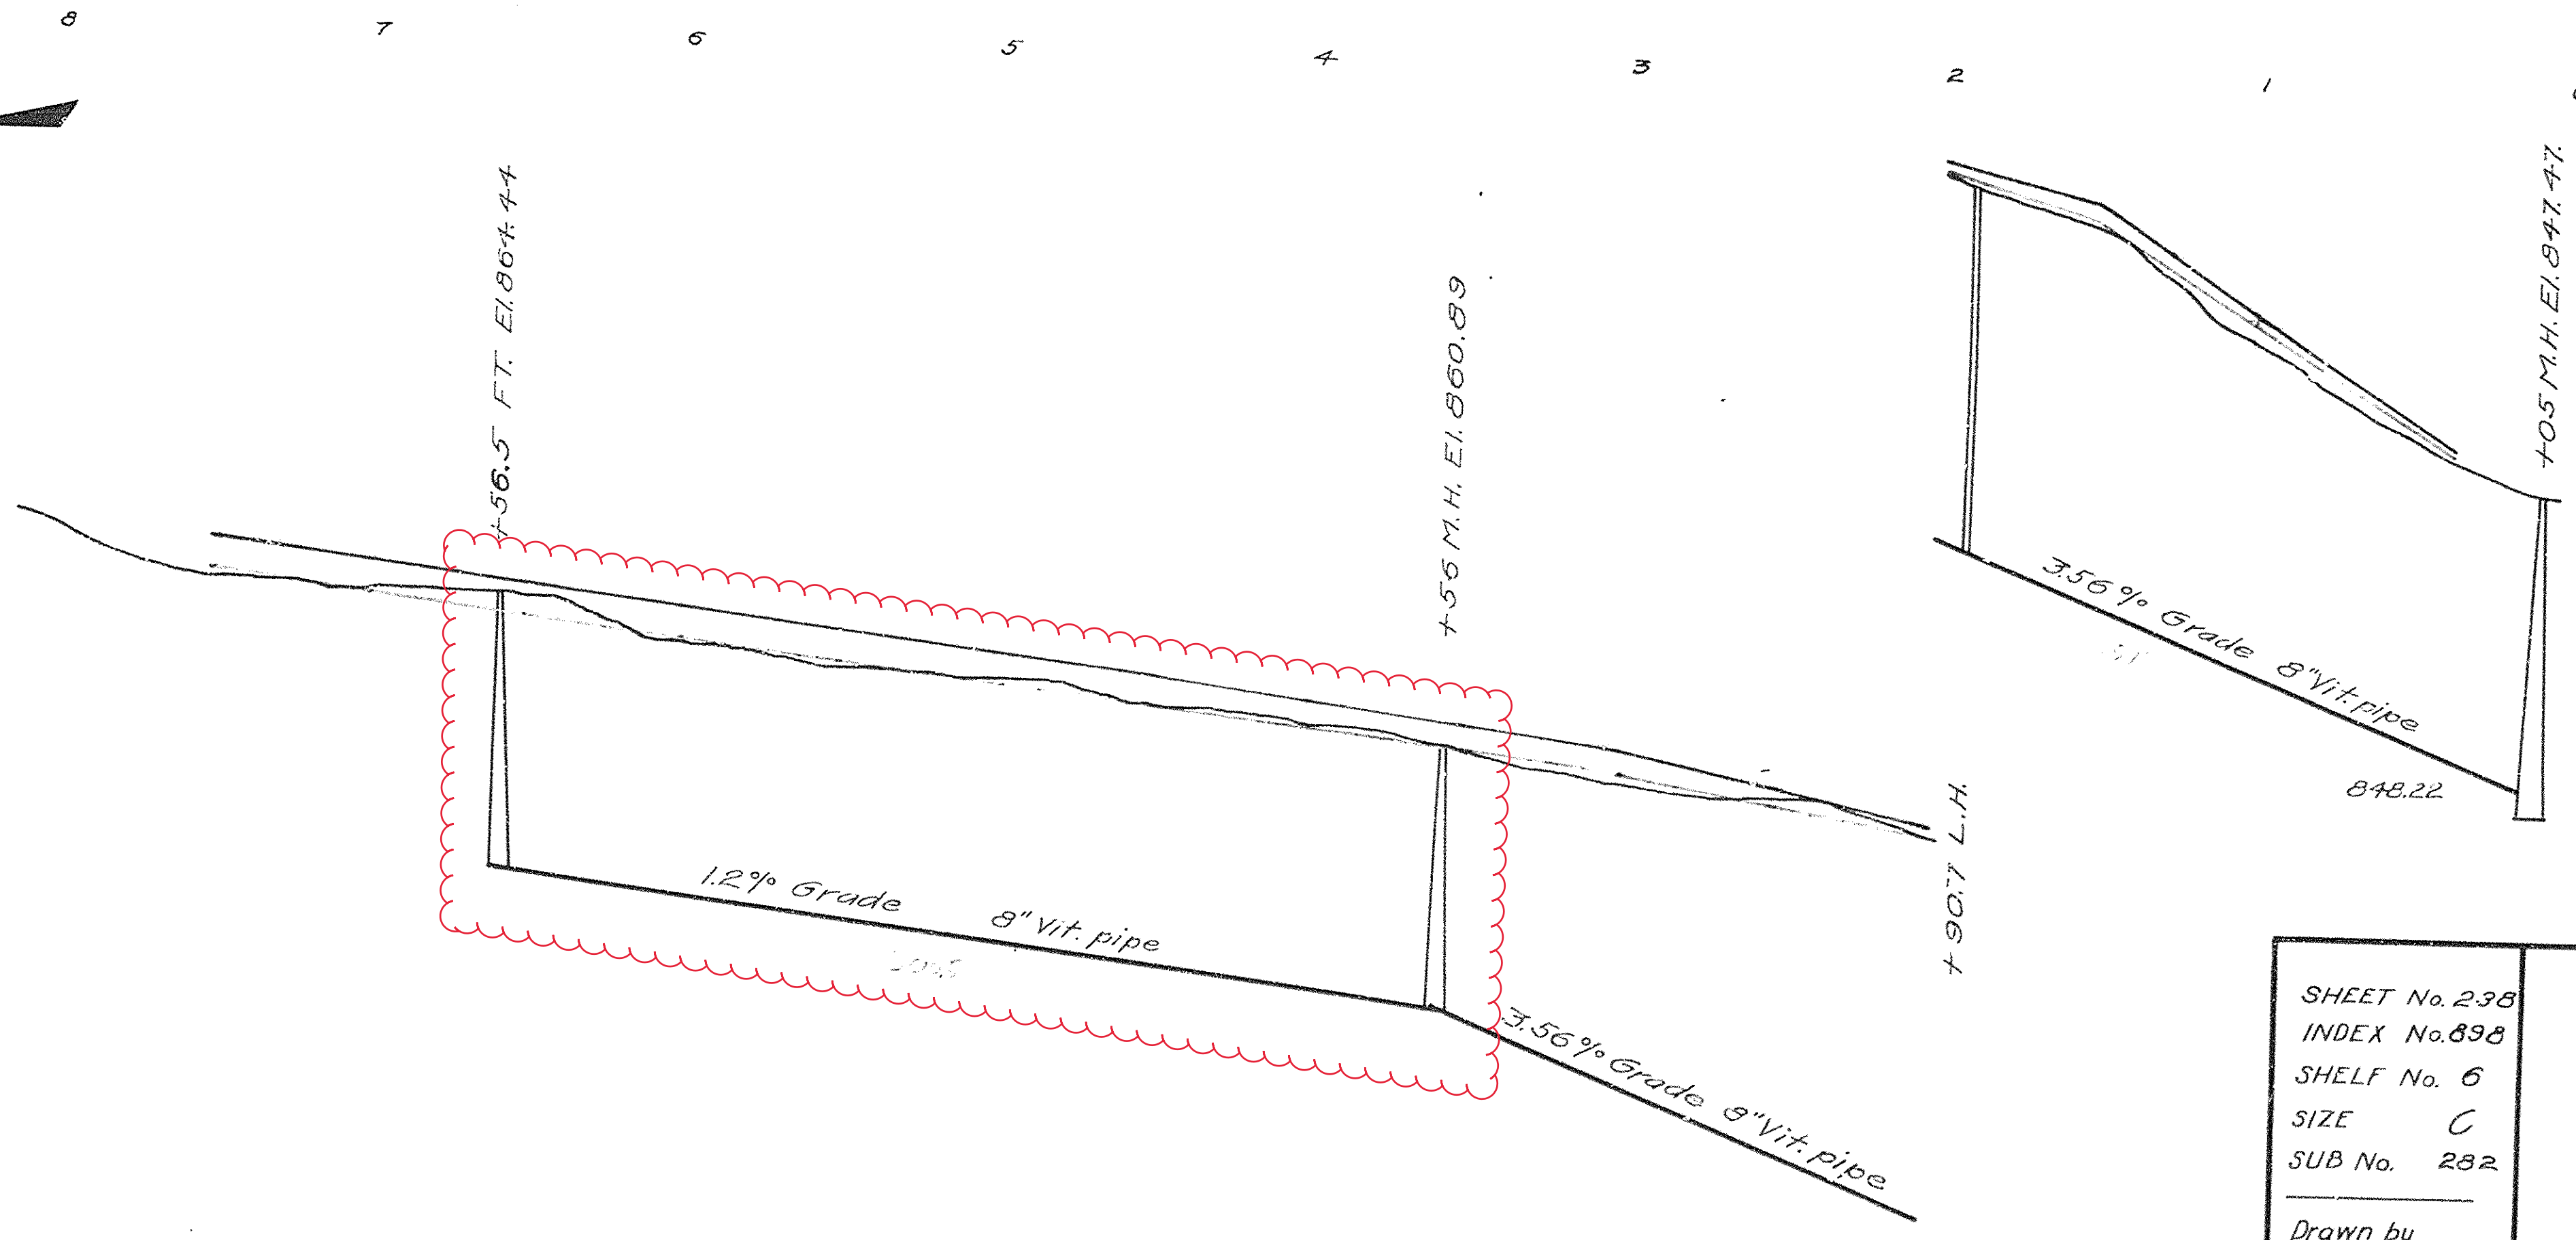 8 7 6 5 4 3 2 1
+56.5 FT. El. 864.44
+56 M.H. El. 860.89
+05 M.H. El. 847.47.
3.56% Grade 8" Vit. pipe
848.22
+90.7 L.H.
1.2% Grade 8" Vit. pipe
3.56% Grade 8" Vit. pipe
SHEET No. 238
INDEX No. 898
SHELF No. 6
SIZE C
SUB No. 282
Drawn by